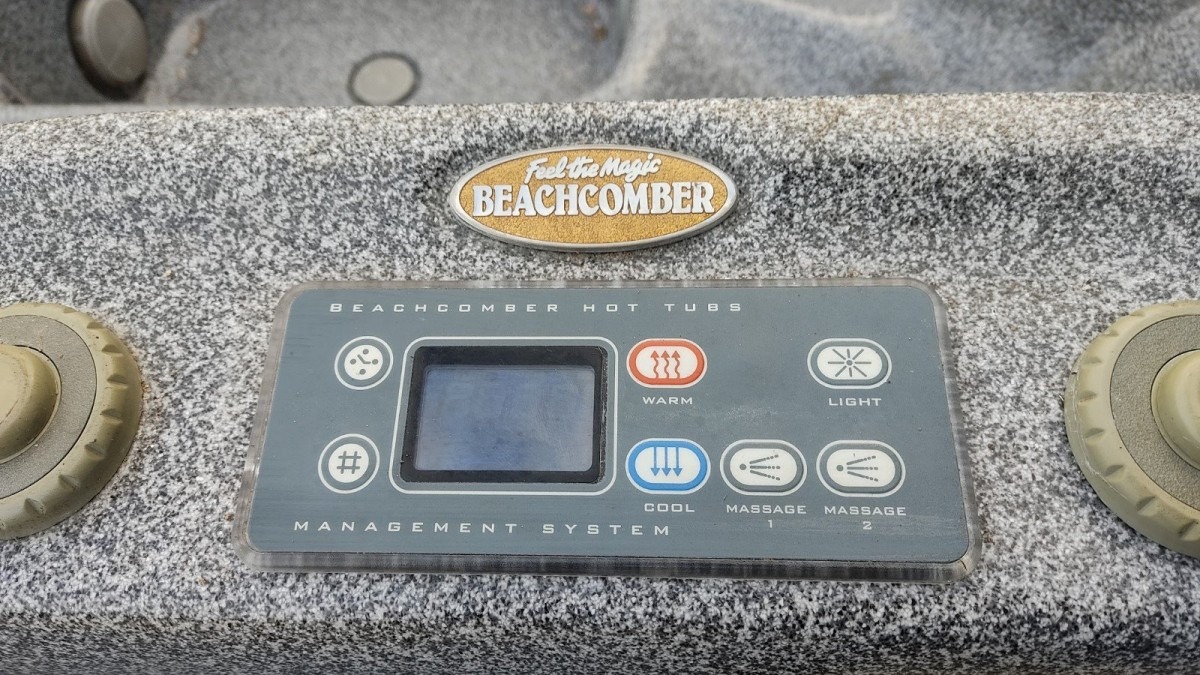 Feel the Magic
BEACHCOMBER
BEACHCOMBER HOT TUBS
WARM
LIGHT
#
COOL
MASSAGE
1
MASSAGE
2
MANAGEMENT SYSTEM